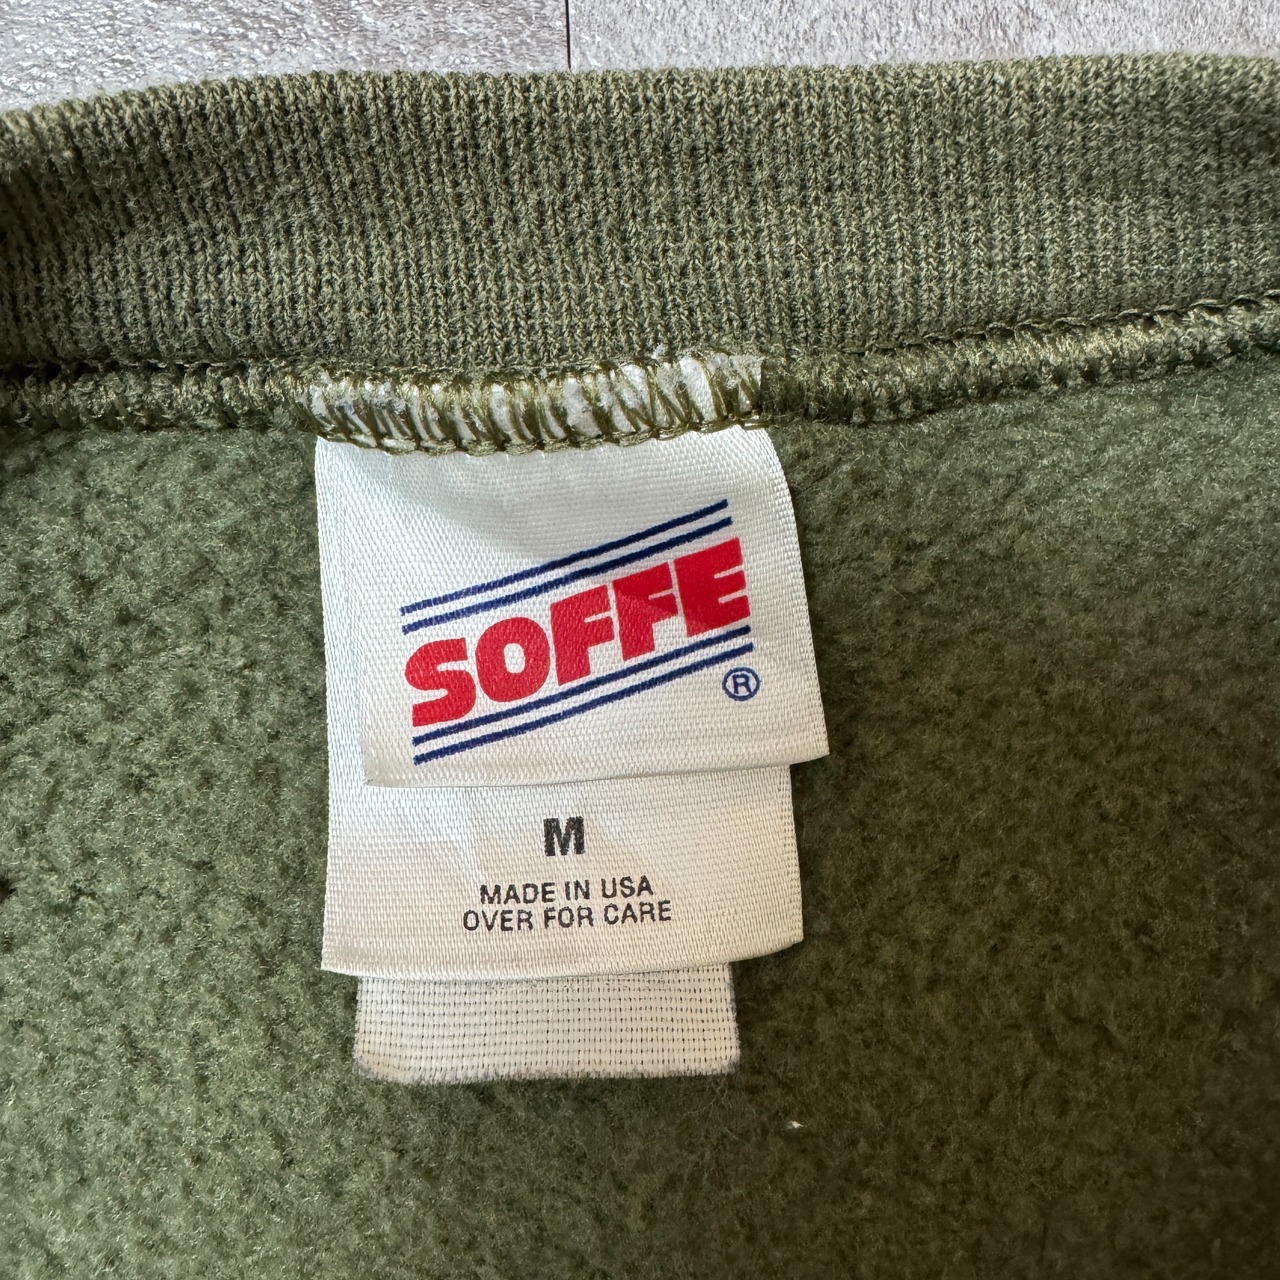 SOFFE
®
M
MADE IN USA
OVER FOR CARE